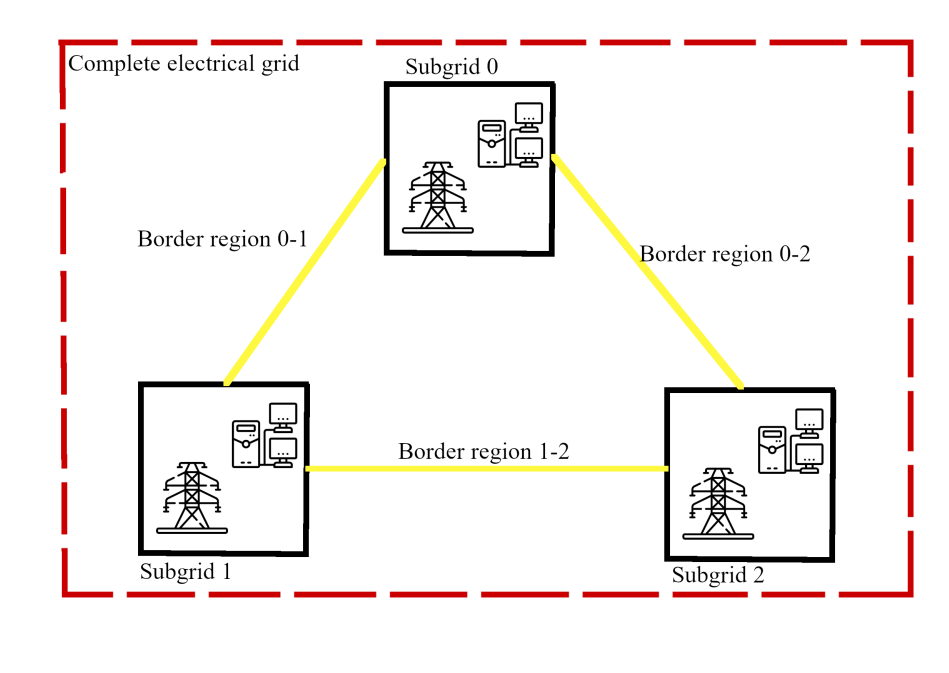 Complete electrical grid
Subgrid 0
Border region 0-1
Border region 0-2
Border region 1-2
Subgrid 1
Subgrid 2